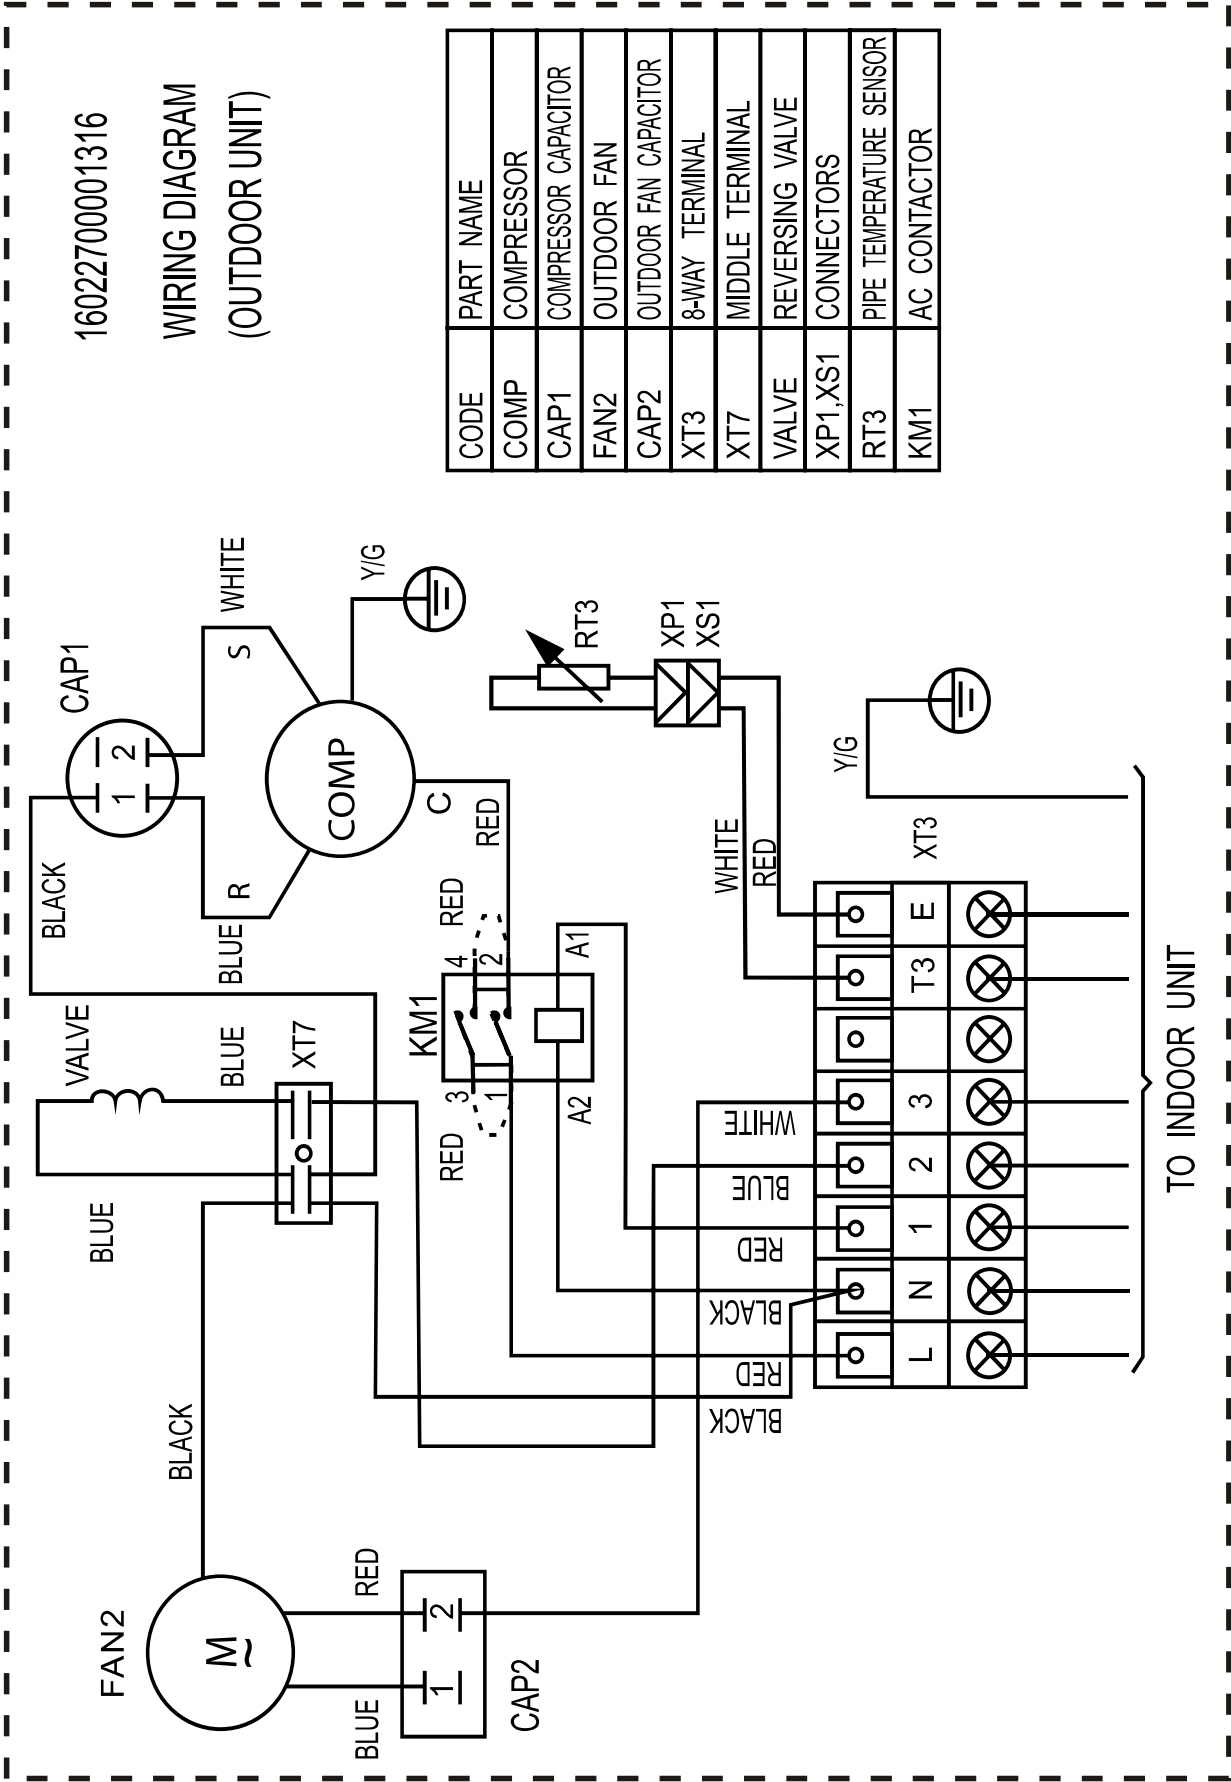 16022700001316
WIRING DIAGRAM
(OUTDOOR UNIT)
CODE PART NAME
COMP COMPRESSOR
CAP1 COMPRESSOR CAPACITOR
FAN2 OUTDOOR FAN
CAP2 OUTDOOR FAN CAPACITOR
XT3 8-WAY TERMINAL
XT7 MIDDLE TERMINAL
VALVE REVERSING VALVE
XP1,XS1 CONNECTORS
RT3 PIPE TEMPERATURE SENSOR
KM1 AC CONTACTOR
FAN2
M
~
BLACK
BLUE
RED
1
2
CAP2
VALVE
BLUE
BLUE
XT7
BLACK
BLUE
CAP1
1
2
WHITE
R
S
COMP
C
Y/G
RED
RED
KM1
4
2
3
1
RED
A1
A2
RT3
XP1
XS1
WHITE
RED
Y/G
XT3
WHITE
BLUE
RED
BLACK
RED
BLACK
L
N
1
2
3
T3
E
TO INDOOR UNIT